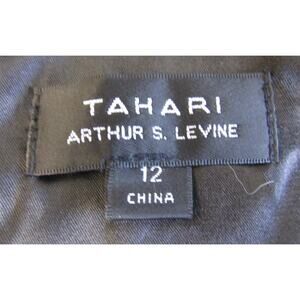 TAHARI
ARTHUR S. LEVINE
12
CHINA